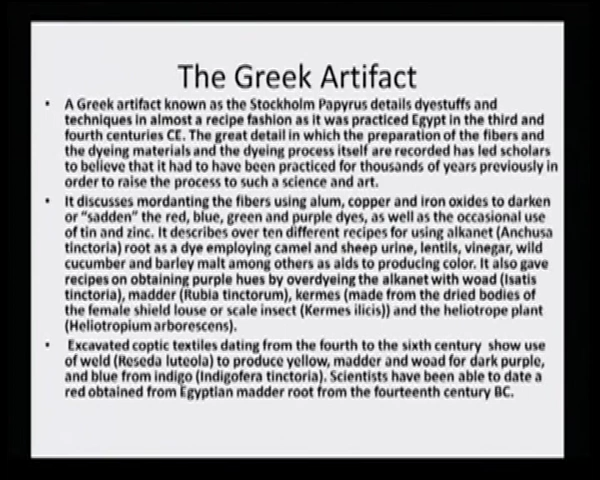 The Greek Artifact
• A Greek artifact known as the Stockholm Papyrus details dyestuffs and
techniques in almost a recipe fashion as it was practiced Egypt in the third and
fourth centuries CE. The great detail in which the preparation of the fibers and
the dyeing materials and the dyeing process itself are recorded has led scholars
to believe that it had to have been practiced for thousands of years previously in
order to raise the process to such a science and art.
• It discusses mordanting the fibers using alum, copper and iron oxides to darken
or “sadden” the red, blue, green and purple dyes, as well as the occasional use
of tin and zinc. It describes over ten different recipes for using alkanet (Anchusa
tinctoria) root as a dye employing camel and sheep urine, lentils, vinegar, wild
cucumber and barley malt among others as aids to producing color. It also gave
recipes on obtaining purple hues by overdyeing the alkanet with woad (Isatis
tinctoria), madder (Rubia tinctorum), kermes (made from the dried bodies of
the female shield louse or scale insect (Kermes ilicis)) and the heliotrope plant
(Heliotropium arborescens).
• Excavated coptic textiles dating from the fourth to the sixth century show use
of weld (Reseda luteola) to produce yellow, madder and woad for dark purple,
and blue from indigo (Indigofera tinctoria). Scientists have been able to date a
red obtained from Egyptian madder root from the fourteenth century BC.